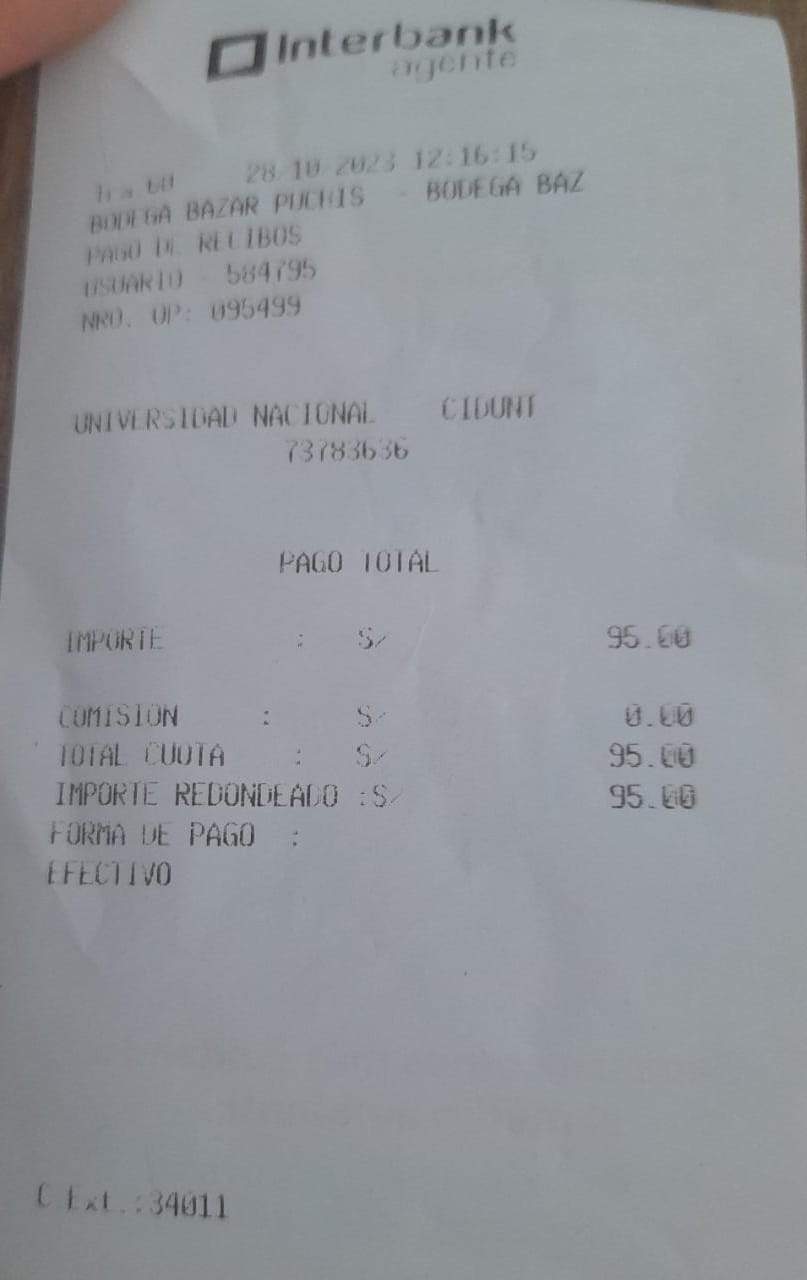 Interbank
agente
28 10 2023 12:16:15
BODEGA BAZAR PUCHIS - BODEGA BAZ
PAGO DE RECIBOS
USUARIO 584795
NRO. OP: 095499
UNIVERSIDAD NACIONAL CIDUNT
73783636
PAGO TOTAL
IMPORTE : S/ 95.00
COMISION : S/ 0.00
TOTAL CUOTA : S/ 95.00
IMPORTE REDONDEADO :S/ 95.00
FORMA DE PAGO :
EFECTIVO
C Ext.:34011